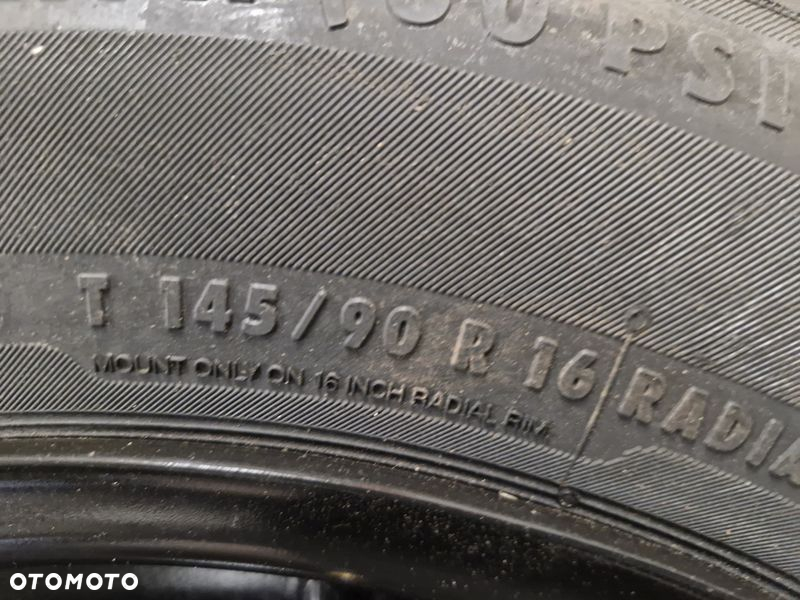 PSI
T 145/90 R 16 RADIA
MOUNT ONLY ON 16 INCH RADIAL RIM
OTOMOTO